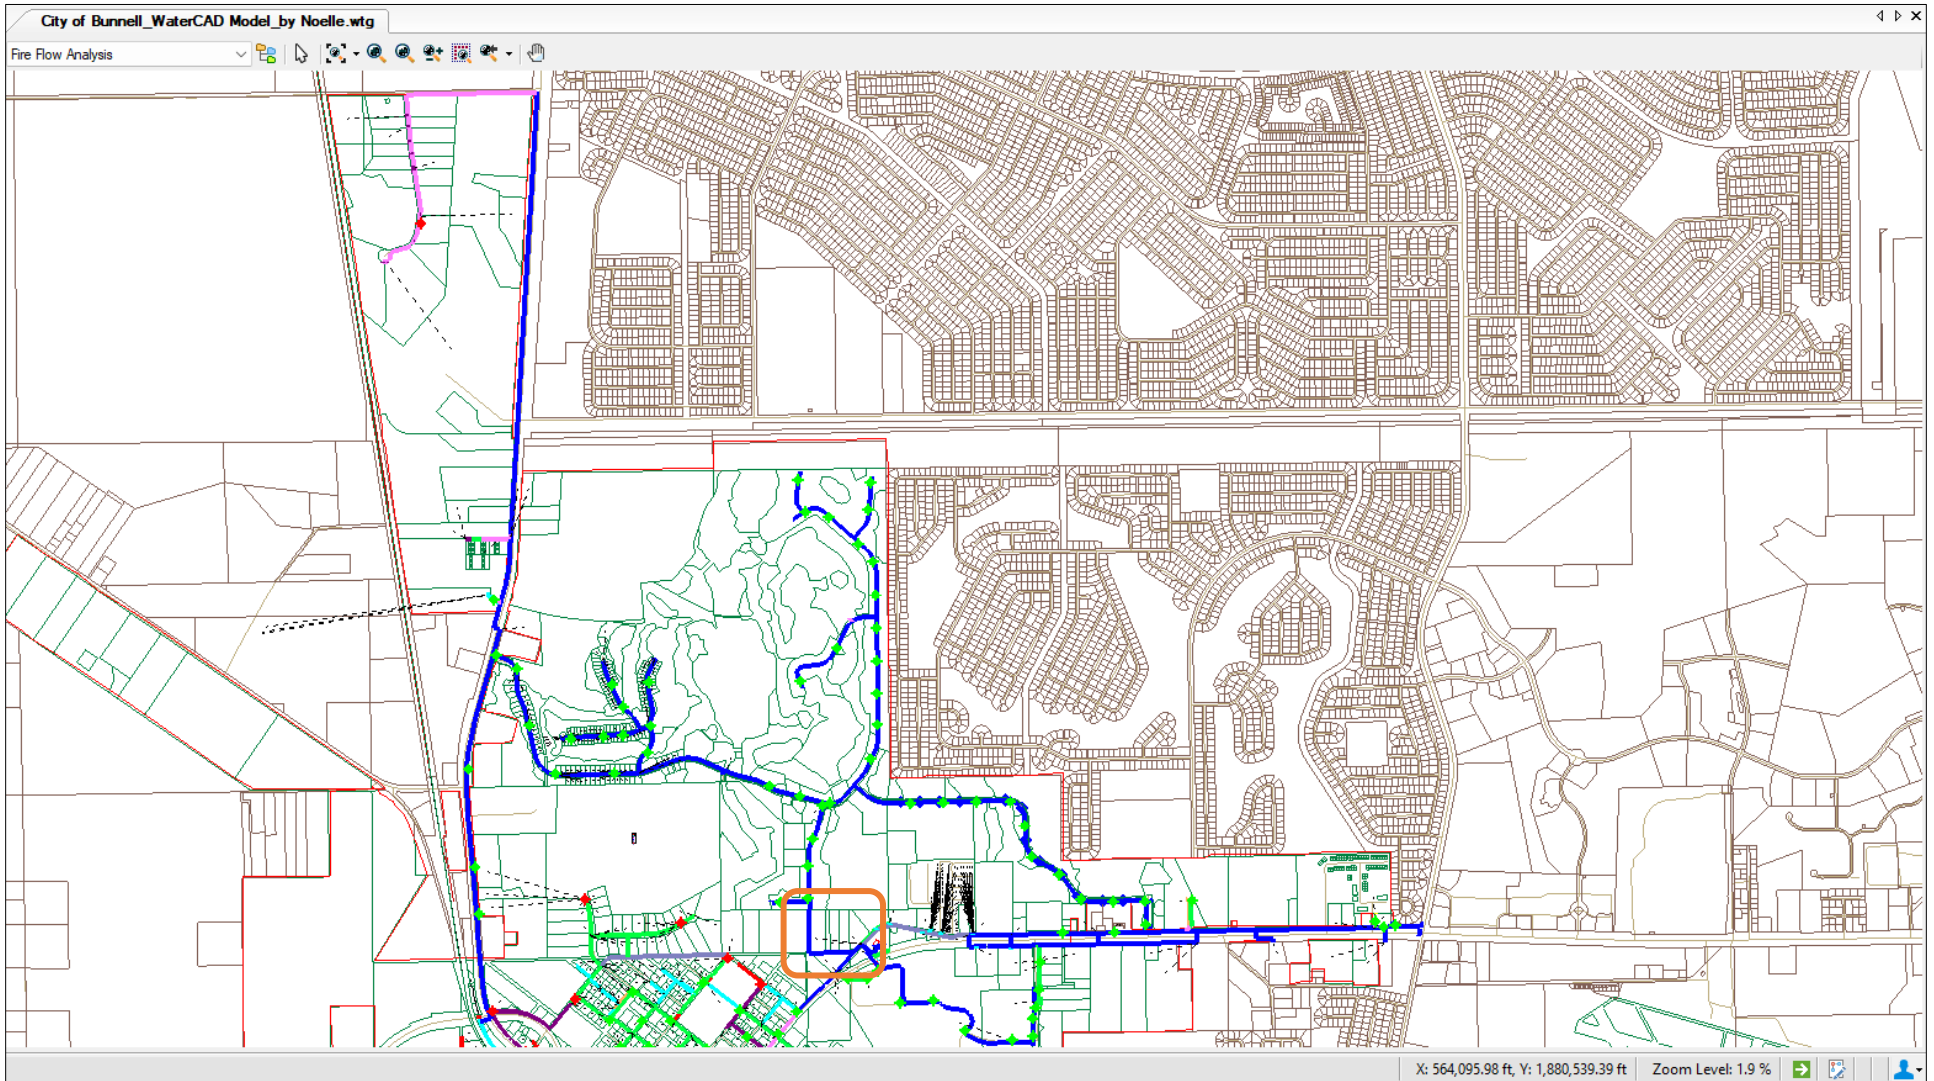 City of Bunnell_WaterCAD Model_by Noelle.wtg
Fire Flow Analysis
X: 564,095.98 ft, Y: 1,880,539.39 ft
Zoom Level: 1.9 %